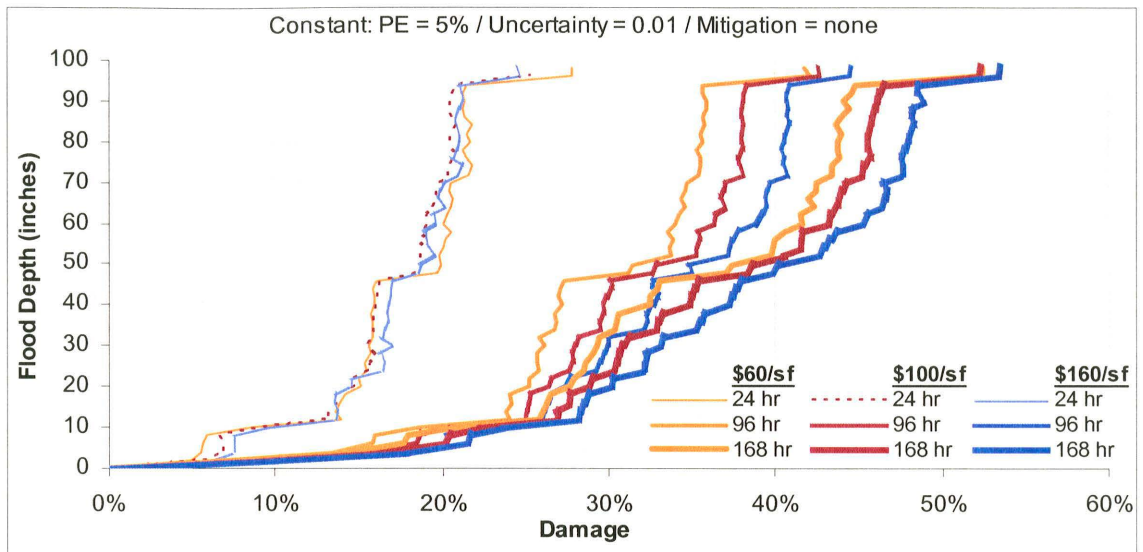 Constant: PE = 5% / Uncertainty = 0.01 / Mitigation = none
Flood Depth (inches)
100
90
80
70
60
50
40
30
20
10
0
$60/sf $100/sf $160/sf
24 hr 24 hr 24 hr
96 hr 96 hr 96 hr
168 hr 168 hr 168 hr
0% 10% 20% 30% 40% 50% 60%
Damage